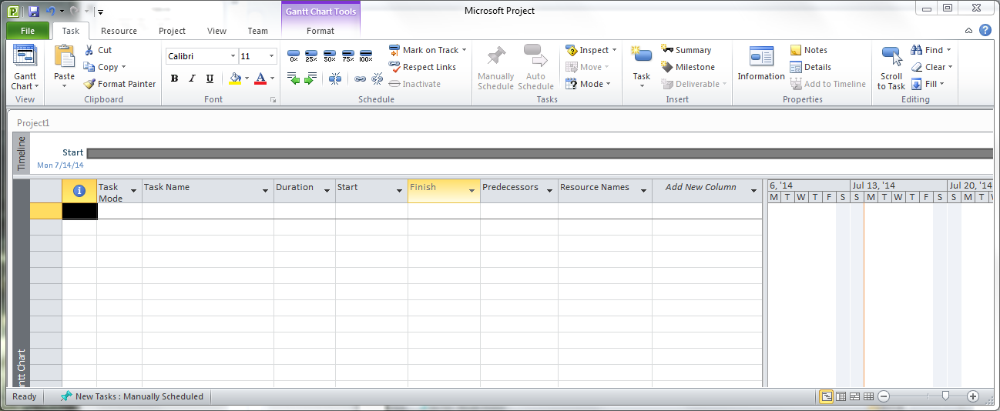 Gantt Chart Tools
Microsoft Project
File Task Resource Project View Team Format
Gantt Chart
View
Paste
Cut
Copy
Format Painter
Clipboard
Calibri 11
B I U A
Font
0% 25% 50% 75% 100%
Mark on Track
Respect Links
Inactivate
Schedule
Manually Schedule
Auto Schedule
Inspect
Move
Mode
Tasks
Task
Summary
Milestone
Deliverable
Insert
Information
Notes
Details
Add to Timeline
Properties
Scroll to Task
Find
Clear
Fill
Editing
Project1
Timeline
Start
Mon 7/14/14
Task Mode
Task Name
Duration
Start
Finish
Predecessors
Resource Names
Add New Column
6, '14 Jul 13, '14 Jul 20, '14
M T W T F S S M T W T F S S M T
ntt Chart
Ready New Tasks : Manually Scheduled